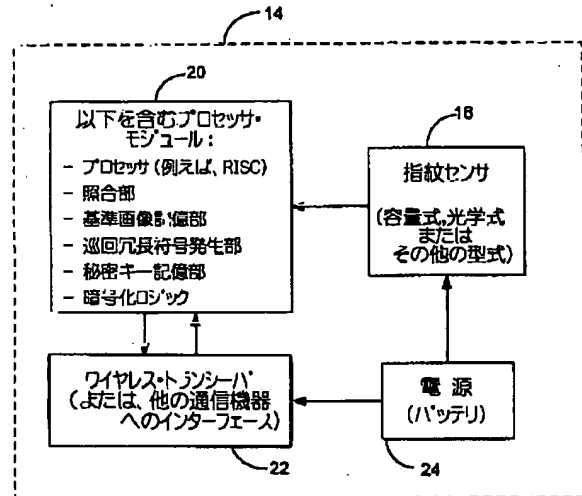 14
20
以下を含むプロセッサ・
モジュール:
- プロセッサ(例えば、RISC)
- 照合部
- 基準画像記憶部
- 巡回冗長符号発生部
- 秘密キー記憶部
- 暗号化ロジック
16
指紋センサ
(容量式,光学式
または
その他の型式)
ワイヤレス・トランシーバ
(または、他の通信機器
へのインターフェース)
22
電源
(バッテリ)
24